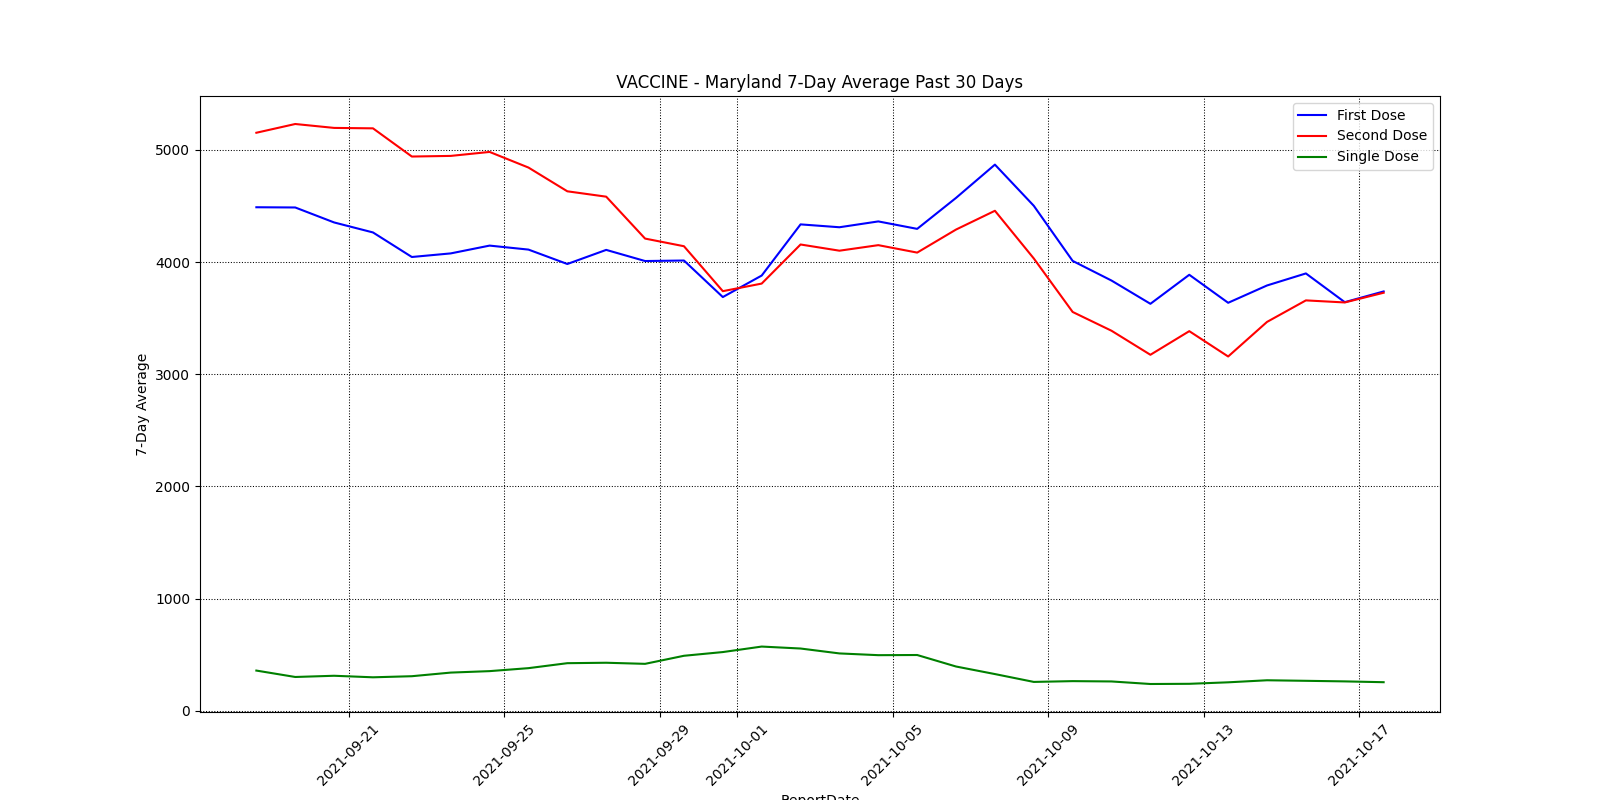 VACCINE - Maryland 7-Day Average Past 30 Days
First Dose
Second Dose
Single Dose
7-Day Average
5000
4000
3000
2000
1000
0
2021-09-21
2021-09-25
2021-09-29
2021-10-01
2021-10-05
2021-10-09
2021-10-13
2021-10-17
ReportDate